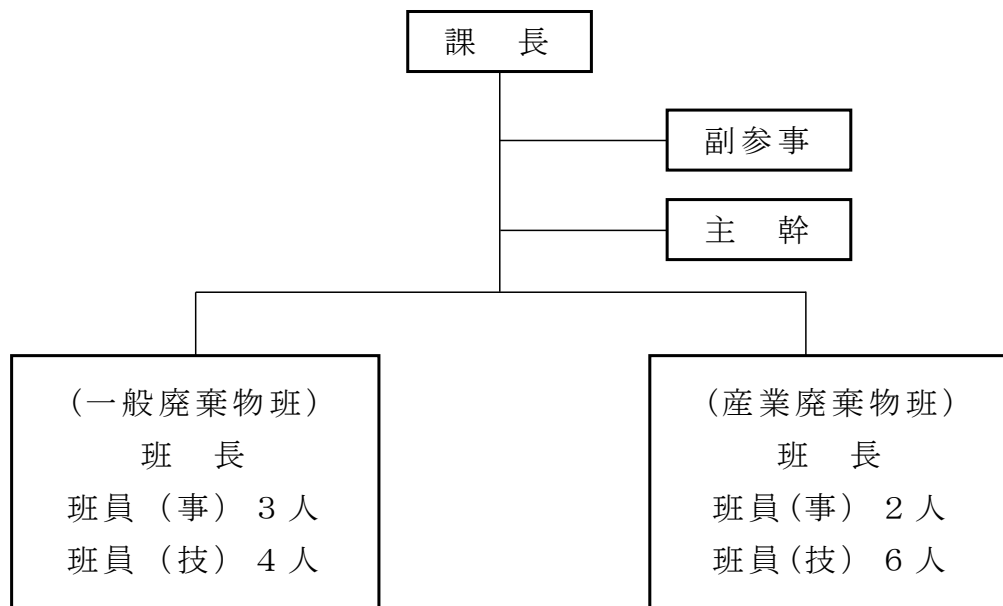 課　長
副参事
主　幹
(一般廃棄物班)
班　長
班員（事）３人
班員（技）４人
(産業廃棄物班)
班　長
班員(事) ２人
班員(技) ６人